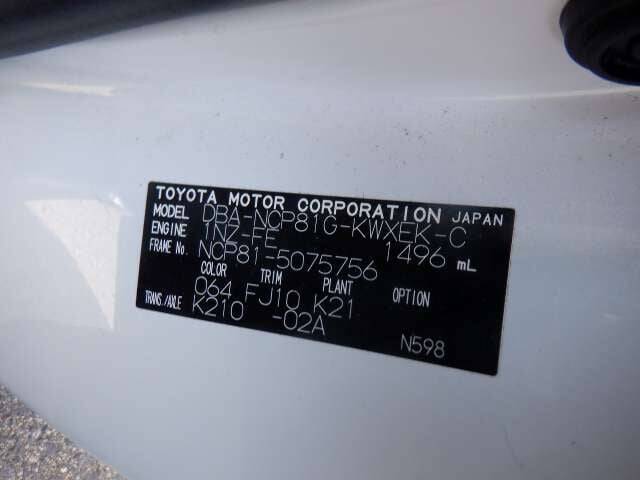 TOYOTA MOTOR CORPORATION JAPAN
MODEL DBA-NCP81G-KWXEK-C
ENGINE 1NZ-FE 1496 mL
FRAME No. NCP81-5075756
COLOR TRIM PLANT OPTION
064 FJ10 K21
TRANS./AXLE K210 -02A
N598